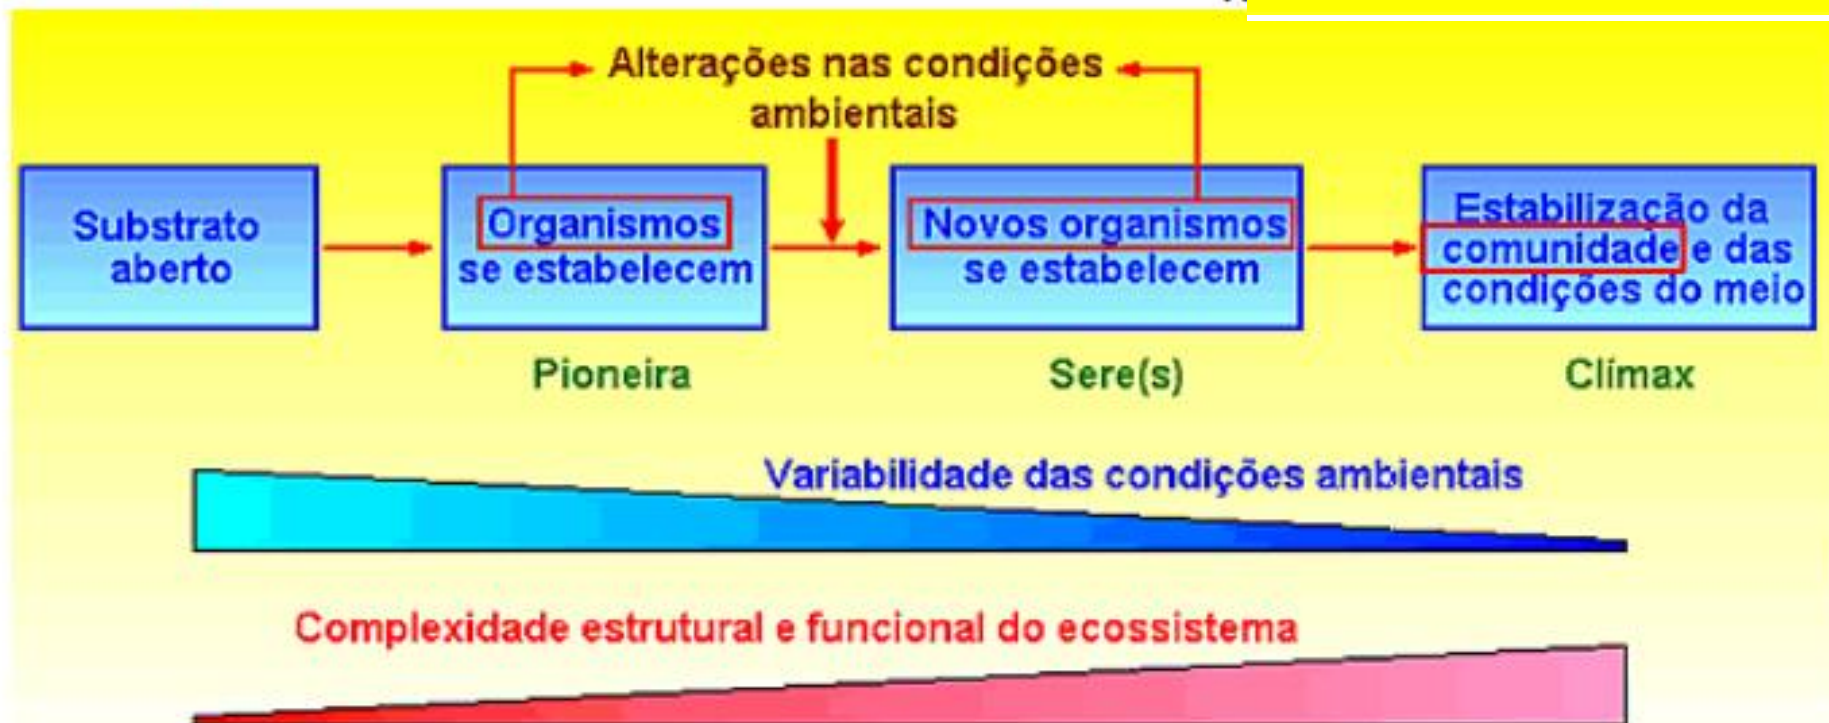 Alterações nas condições
ambientais
Substrato
aberto
Organismos
se estabelecem
Novos organismos
se estabelecem
Estabilização da
comunidade e das
condições do meio
Pioneira
Sere(s)
Clímax
Variabilidade das condições ambientais
Complexidade estrutural e funcional do ecossistema